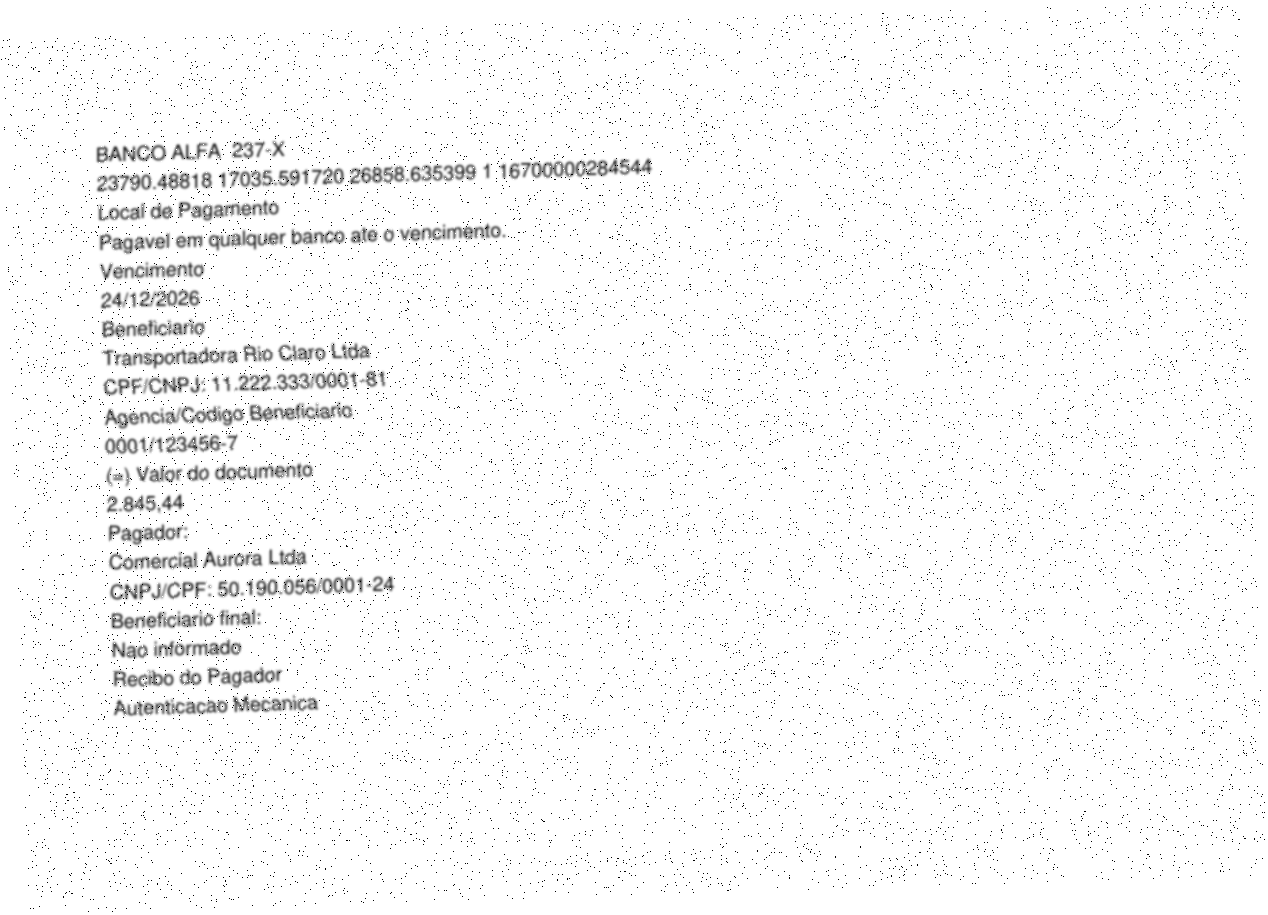 BANCO ALFA 237-X
23790.48818 17035.591720 26858.635399 1 16700000284544
Local de Pagamento
Pagavel em qualquer banco ate o vencimento.
Vencimento
24/12/2026
Beneficiario
Transportadora Rio Claro Ltda
CPF/CNPJ: 11.222.333/0001-81
Agencia/Codigo Beneficiario
0001/123456-7
(=) Valor do documento
2.845,44
Pagador:
Comercial Aurora Ltda
CNPJ/CPF: 50.190.056/0001-24
Beneficiario final:
Nao informado
Recibo do Pagador
Autenticacao Mecanica